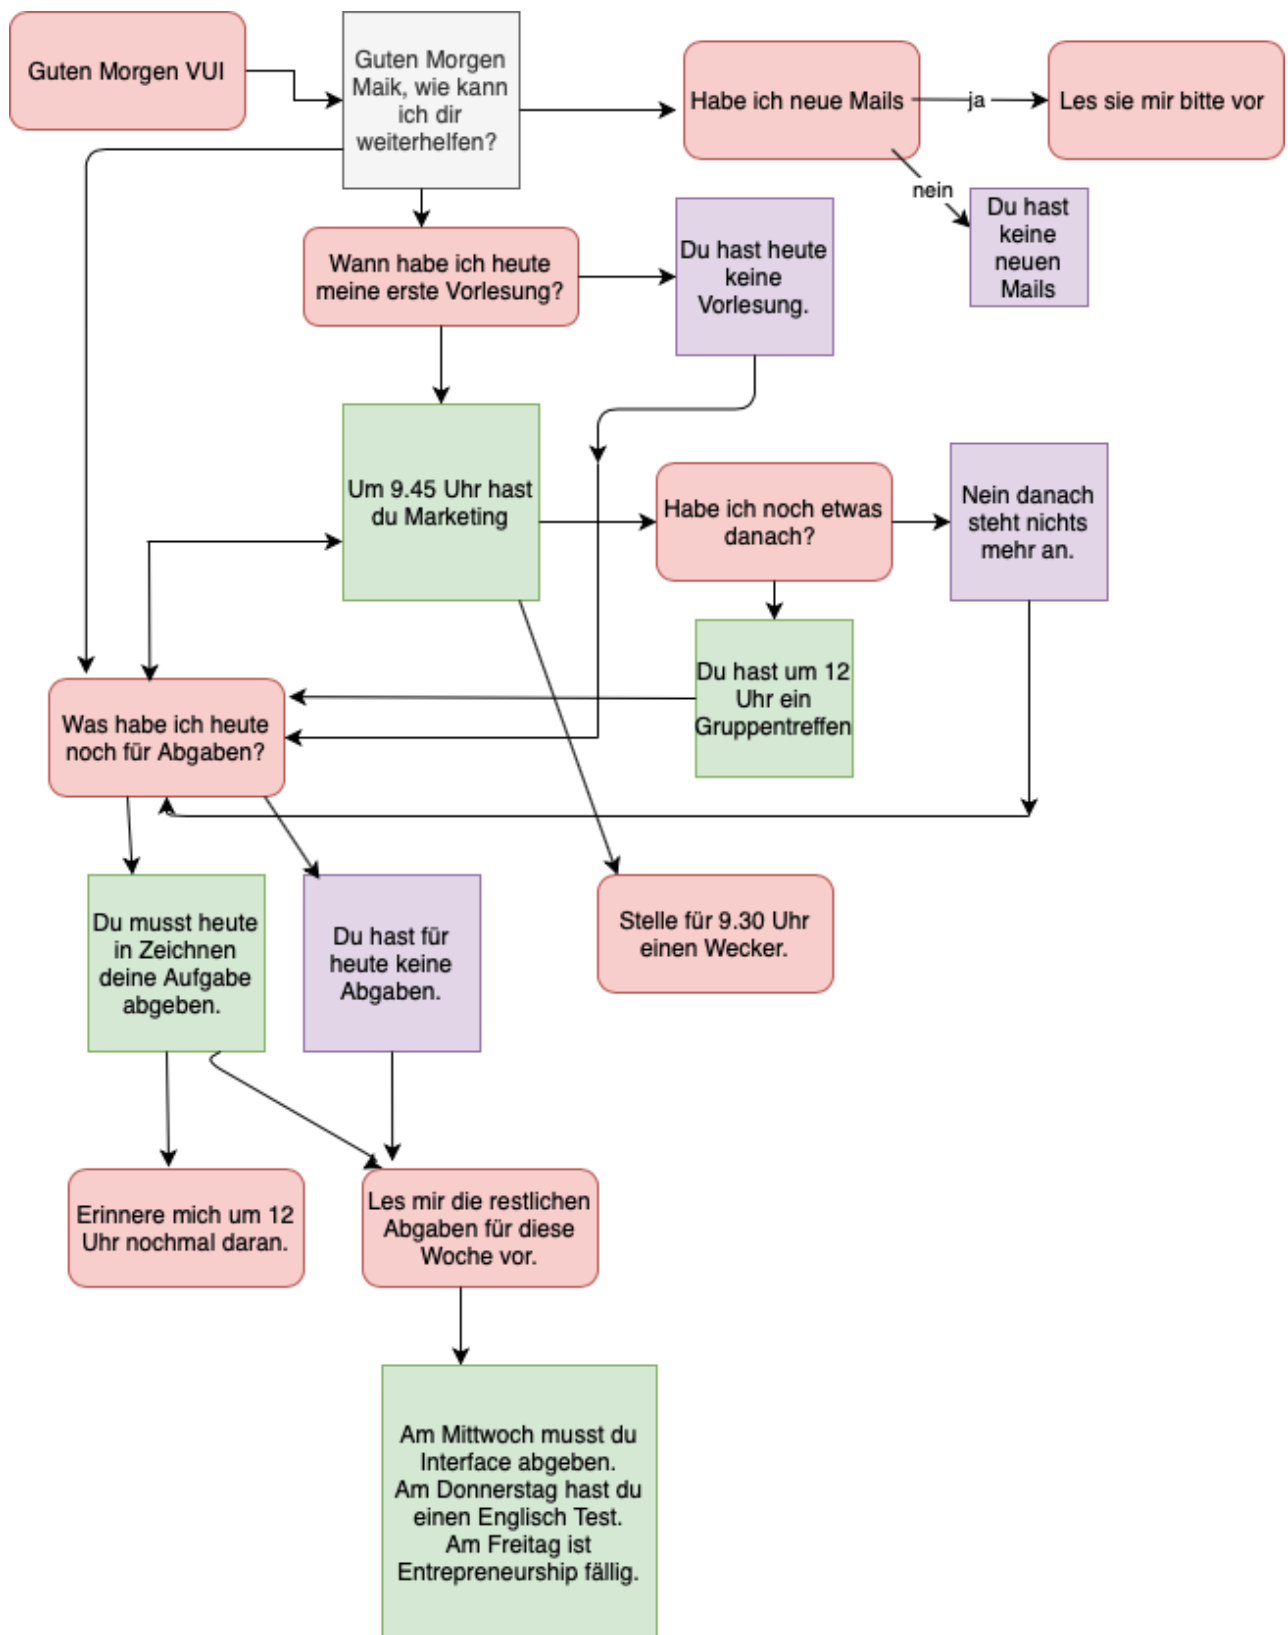 Guten Morgen VUI
Guten Morgen
Maik, wie kann
ich dir
weiterhelfen?
Habe ich neue Mails
ja
Les sie mir bitte vor
nein
Du hast
keine
neuen
Mails
Wann habe ich heute
meine erste Vorlesung?
Du hast heute
keine
Vorlesung.
Um 9.45 Uhr hast
du Marketing
Habe ich noch etwas
danach?
Nein danach
steht nichts
mehr an.
Du hast um 12
Uhr ein
Gruppentreffen
Was habe ich heute
noch für Abgaben?
Du musst heute
in Zeichnen
deine Aufgabe
abgeben.
Du hast für
heute keine
Abgaben.
Stelle für 9.30 Uhr
einen Wecker.
Erinnere mich um 12
Uhr nochmal daran.
Les mir die restlichen
Abgaben für diese
Woche vor.
Am Mittwoch musst du
Interface abgeben.
Am Donnerstag hast du
einen Englisch Test.
Am Freitag ist
Entrepreneurship fällig.